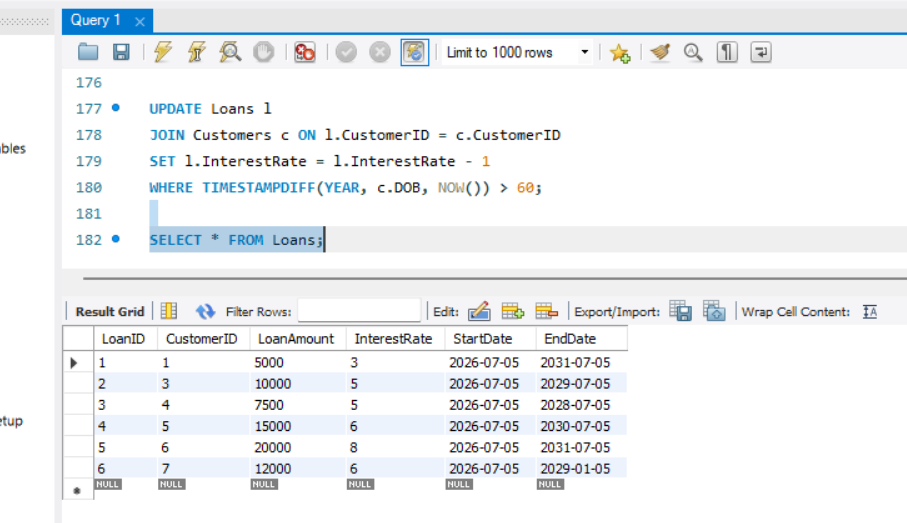 Query 1
Limit to 1000 rows
176
177 UPDATE Loans l
ables
178 JOIN Customers c ON l.CustomerID = c.CustomerID
179 SET l.InterestRate = l.InterestRate - 1
180 WHERE TIMESTAMPDIFF(YEAR, c.DOB, NOW()) > 60;
181
182 SELECT * FROM Loans;
Result Grid Filter Rows: Edit: Export/Import: Wrap Cell Content:
LoanID CustomerID LoanAmount InterestRate StartDate EndDate
1 1 5000 3 2026-07-05 2031-07-05
2 3 10000 5 2026-07-05 2029-07-05
3 4 7500 5 2026-07-05 2028-07-05
etup
4 5 15000 6 2026-07-05 2030-07-05
5 6 20000 8 2026-07-05 2031-07-05
6 7 12000 6 2026-07-05 2029-01-05
NULL NULL NULL NULL NULL NULL